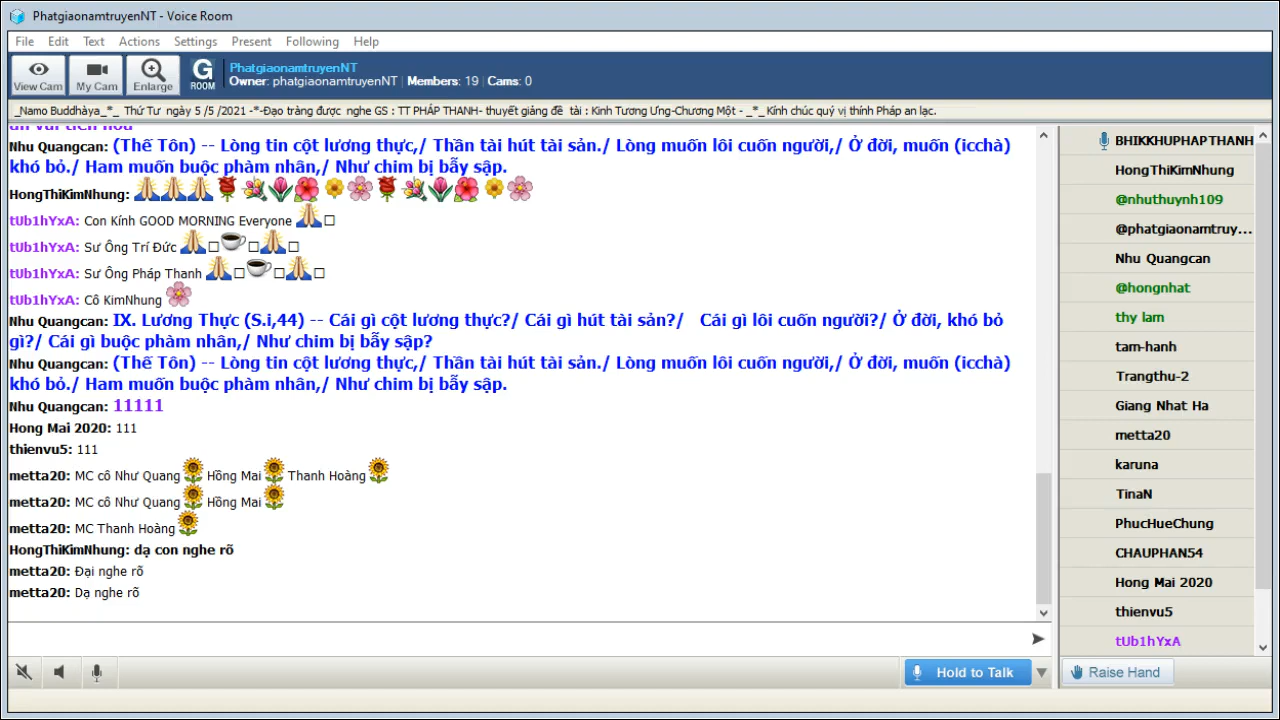 PhatgiaonamtruyenNT - Voice Room
File Edit Text Actions Settings Present Following Help
View Cam
My Cam
Enlarge
G ROOM
PhatgiaonamtruyenNT
Owner: phatgiaonamtruyenNT | Members: 19 | Cams: 0
_Namo Buddhàya_*_ Thứ Tư ngày 5 /5 /2021 -*-Đạo tràng được nghe GS : TT PHÁP THANH- thuyết giảng đề tài : Kinh Tương Ưng-Chương Một - _*_ Kính chúc quý vị thính Pháp an lạc.
Nhu Quangcan: (Thế Tôn) -- Lòng tin cột lương thực,/ Thần tài hút tài sản./ Lòng muốn lôi cuốn người,/ Ở đời, muốn (icchà)
khó bỏ./ Ham muốn buộc phàm nhân,/ Như chim bị bẫy sập.
HongThiKimNhung:
tUb1hYxA: Con Kính GOOD MORNING Everyone
tUb1hYxA: Sư Ông Trí Đức
tUb1hYxA: Sư Ông Pháp Thanh
tUb1hYxA: Cô KimNhung
Nhu Quangcan: IX. Lương Thực (S.i,44) -- Cái gì cột lương thực?/ Cái gì hút tài sản?/ Cái gì lôi cuốn người?/ Ở đời, khó bỏ
gì?/ Cái gì buộc phàm nhân,/ Như chim bị bẫy sập?
Nhu Quangcan: (Thế Tôn) -- Lòng tin cột lương thực,/ Thần tài hút tài sản./ Lòng muốn lôi cuốn người,/ Ở đời, muốn (icchà)
khó bỏ./ Ham muốn buộc phàm nhân,/ Như chim bị bẫy sập.
Nhu Quangcan: 11111
Hong Mai 2020: 111
thienvu5: 111
metta20: MC cô Như Quang Hồng Mai Thanh Hoàng
metta20: MC cô Như Quang Hồng Mai
metta20: MC Thanh Hoàng
HongThiKimNhung: dạ con nghe rõ
metta20: Đại nghe rõ
metta20: Dạ nghe rõ
Hold to Talk
BHIKKHUPHAPTHANH
HongThiKimNhung
@nhuthuynh109
@phatgiaonamtruy...
Nhu Quangcan
@hongnhat
thy lam
tam-hanh
Trangthu-2
Giang Nhat Ha
metta20
karuna
TinaN
PhucHueChung
CHAUPHAN54
Hong Mai 2020
thienvu5
tUb1hYxA
Raise Hand